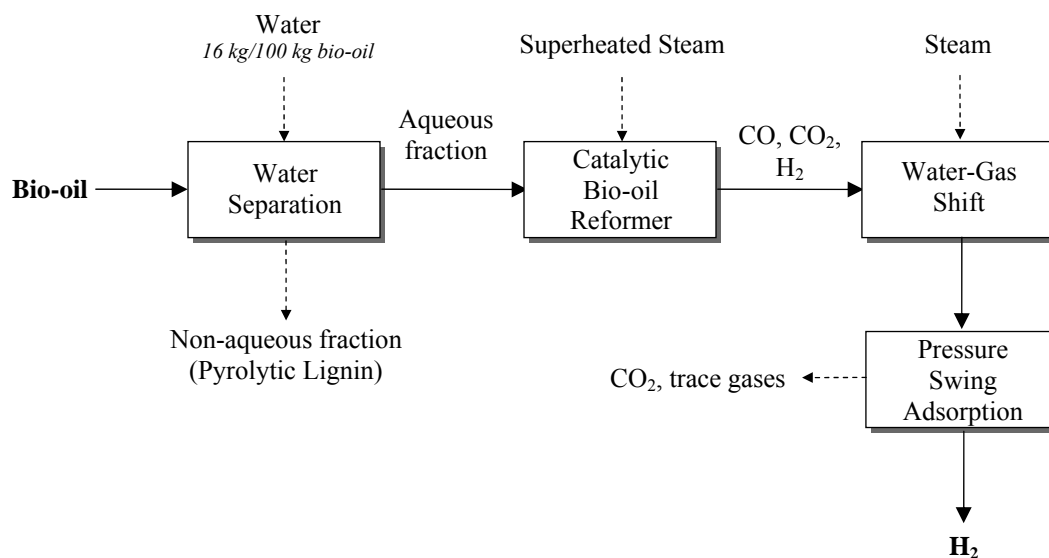 Water
16 kg/100 kg bio-oil
Superheated Steam
Steam
Bio-oil
Water
Separation
Aqueous
fraction
Catalytic
Bio-oil
Reformer
CO, CO₂,
H₂
Water-Gas
Shift
Non-aqueous fraction
(Pyrolytic Lignin)
CO₂, trace gases
Pressure
Swing
Adsorption
H₂